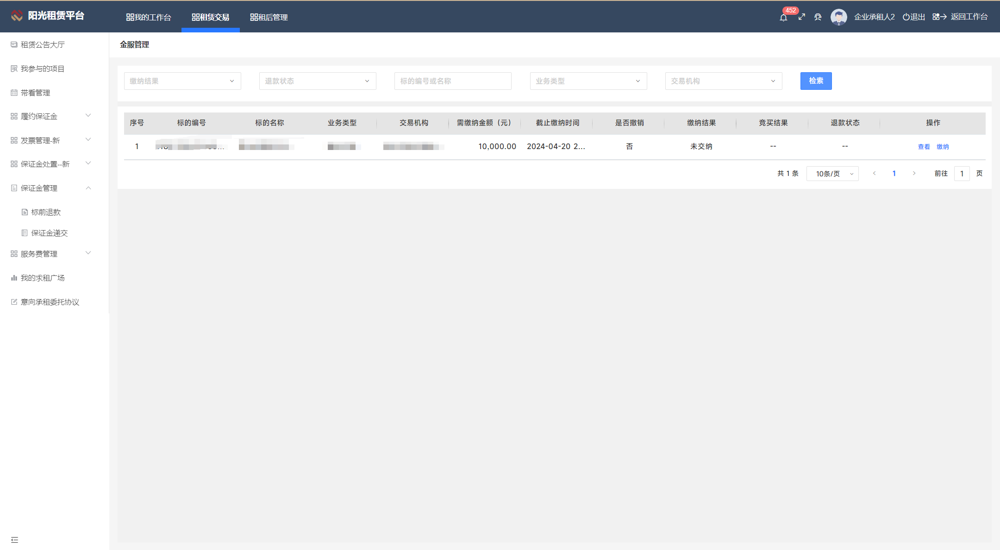 阳光租赁平台
我的工作台 租赁交易 租后管理
452
企业承租人2 退出 返回工作台
租赁公告大厅
我参与的项目
带看管理
履约保证金
发票管理-新
保证金处置--新
保证金管理
标前退款
保证金递交
服务费管理
我的求租广场
意向承租委托协议
金服管理
缴纳结果 退款状态 标的编号或名称 业务类型 交易机构 检索
序号 标的编号 标的名称 业务类型 交易机构 需缴纳金额（元） 截止缴纳时间 是否撤销 缴纳结果 竞买结果 退款状态 操作
1 10,000.00 2024-04-20 2... 否 未交纳 -- -- 查看 缴纳
共 1 条 10条/页 1 前往 1 页